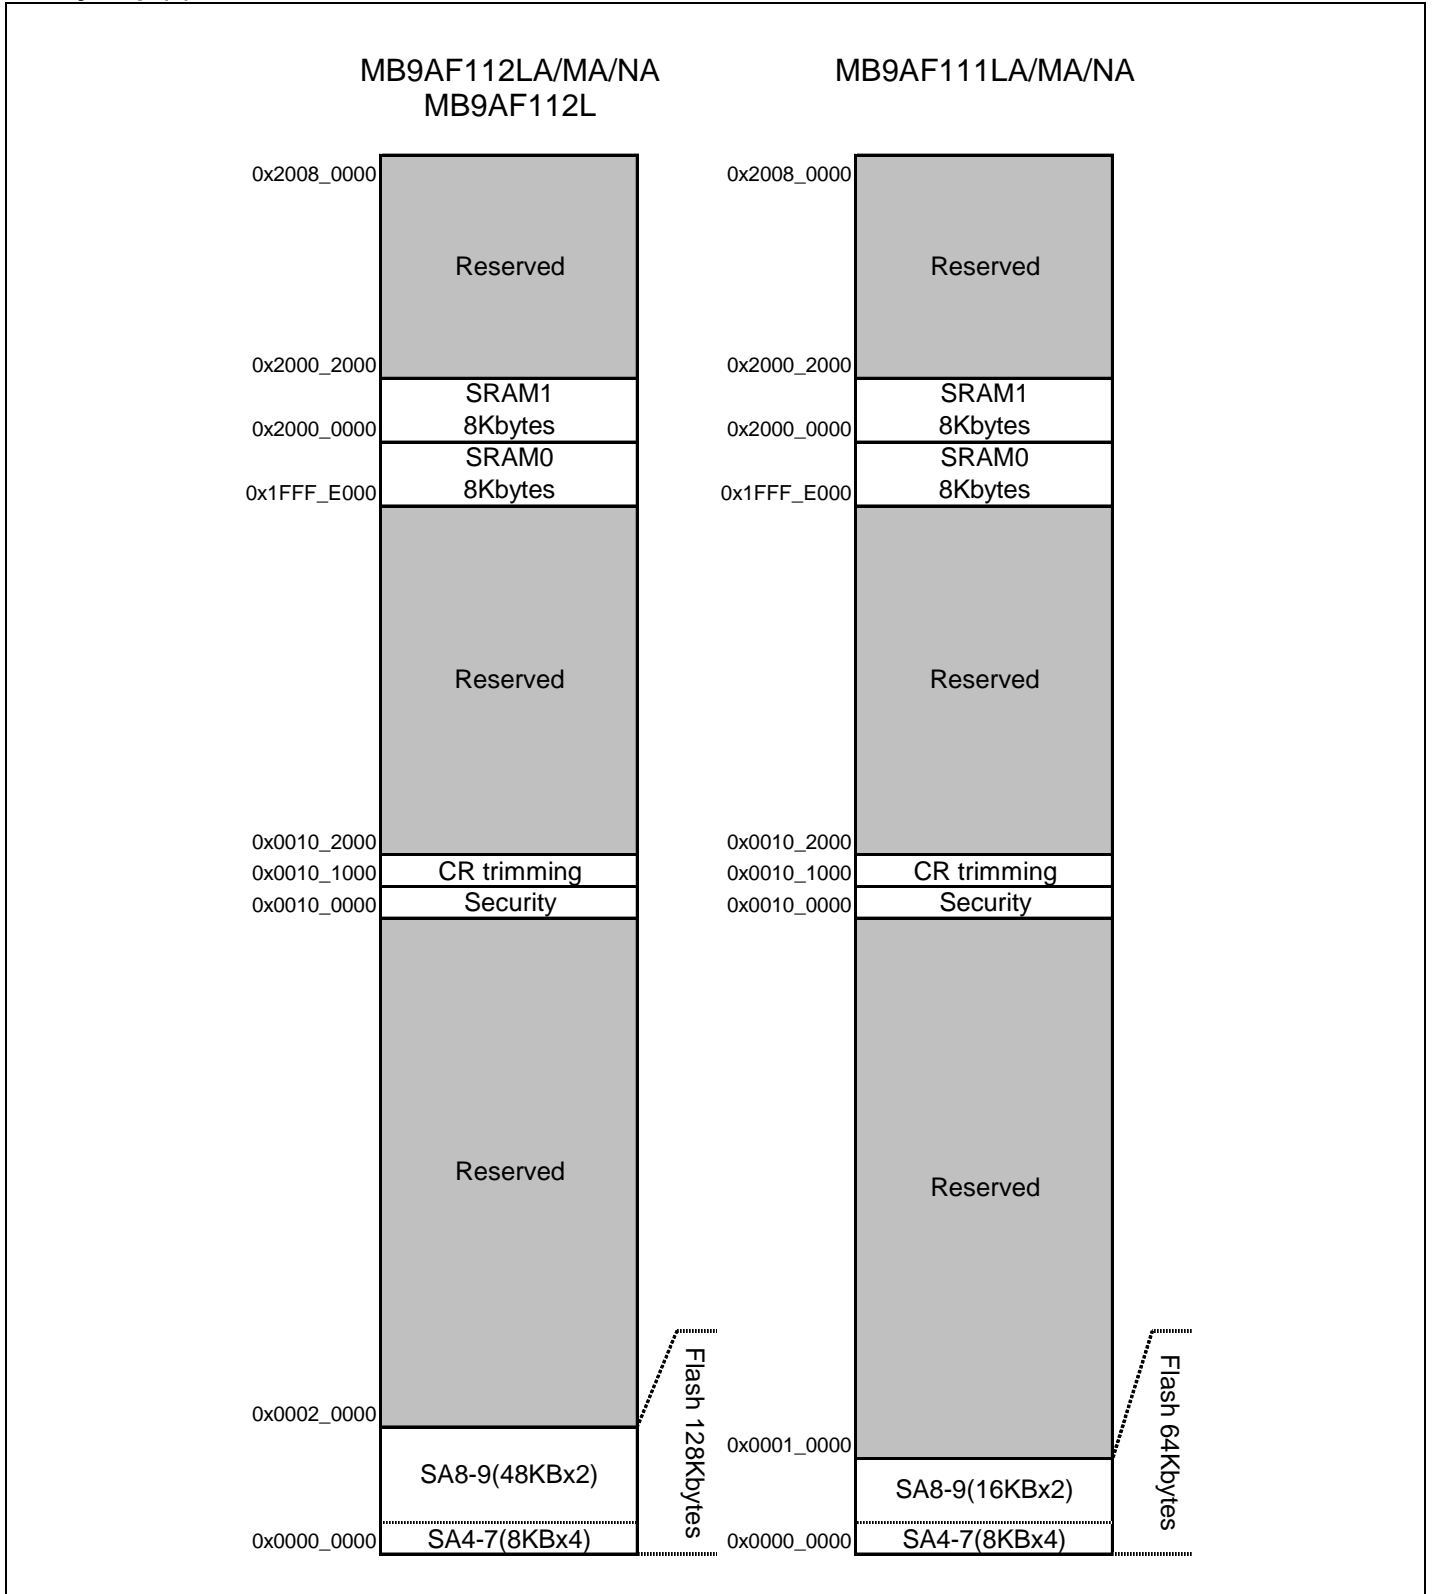 MB9AF112LA/MA/NA
MB9AF112L
0x2008_0000
Reserved
0x2000_2000
SRAM1
8Kbytes
0x2000_0000
SRAM0
8Kbytes
0x1FFF_E000
Reserved
0x0010_2000
CR trimming
0x0010_1000
Security
0x0010_0000
Reserved
0x0002_0000
SA8-9(48KBx2)
SA4-7(8KBx4)
0x0000_0000
Flash 128Kbytes
MB9AF111LA/MA/NA
0x2008_0000
Reserved
0x2000_2000
SRAM1
8Kbytes
0x2000_0000
SRAM0
8Kbytes
0x1FFF_E000
Reserved
0x0010_2000
CR trimming
0x0010_1000
Security
0x0010_0000
Reserved
0x0001_0000
SA8-9(16KBx2)
SA4-7(8KBx4)
0x0000_0000
Flash 64Kbytes